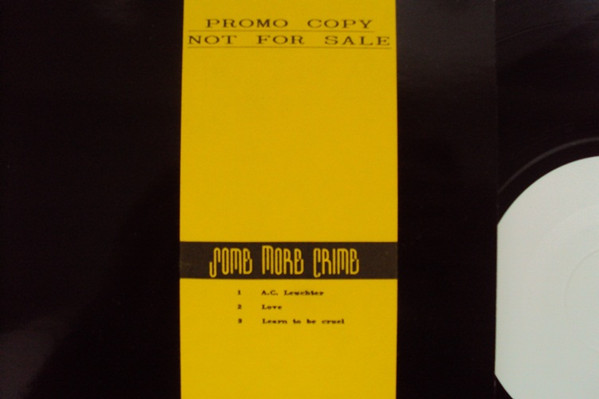 PROMO COPY
NOT FOR SALE
SOME MORE CRIME
1 A.C. Leuchter
2 Love
3 Learn to be cruel